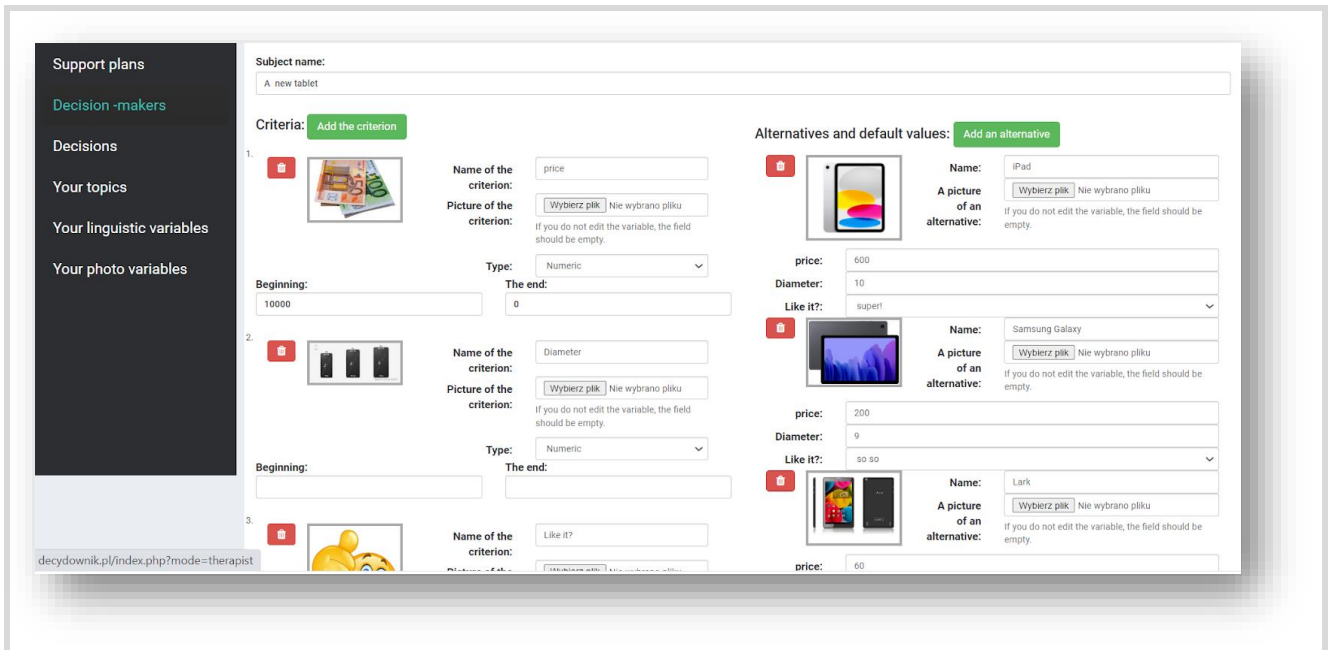 Support plans
Decision -makers
Decisions
Your topics
Your linguistic variables
Your photo variables
decydownik.pl/index.php?mode=therapist
Subject name:
A new tablet
Criteria: Add the criterion
1.
Name of the criterion:
price
Picture of the criterion:
Wybierz plik Nie wybrano pliku
If you do not edit the variable, the field
should be empty.
Type:
Numeric
Beginning:
The end:
10000
0
2.
Name of the criterion:
Diameter
Picture of the criterion:
Wybierz plik Nie wybrano pliku
If you do not edit the variable, the field
should be empty.
Type:
Numeric
Beginning:
The end:
3.
Name of the criterion:
Like it?
Picture of the
Wybierz plik Nie wybrano pliku
Alternatives and default values: Add an alternative
Name:
iPad
A picture of an alternative:
Wybierz plik Nie wybrano pliku
If you do not edit the variable, the field should be
empty.
price:
600
Diameter:
10
Like it?:
super!
Name:
Samsung Galaxy
A picture of an alternative:
Wybierz plik Nie wybrano pliku
If you do not edit the variable, the field should be
empty.
price:
200
Diameter:
9
Like it?:
so so
Name:
Lark
A picture of an alternative:
Wybierz plik Nie wybrano pliku
If you do not edit the variable, the field should be
empty.
price:
60